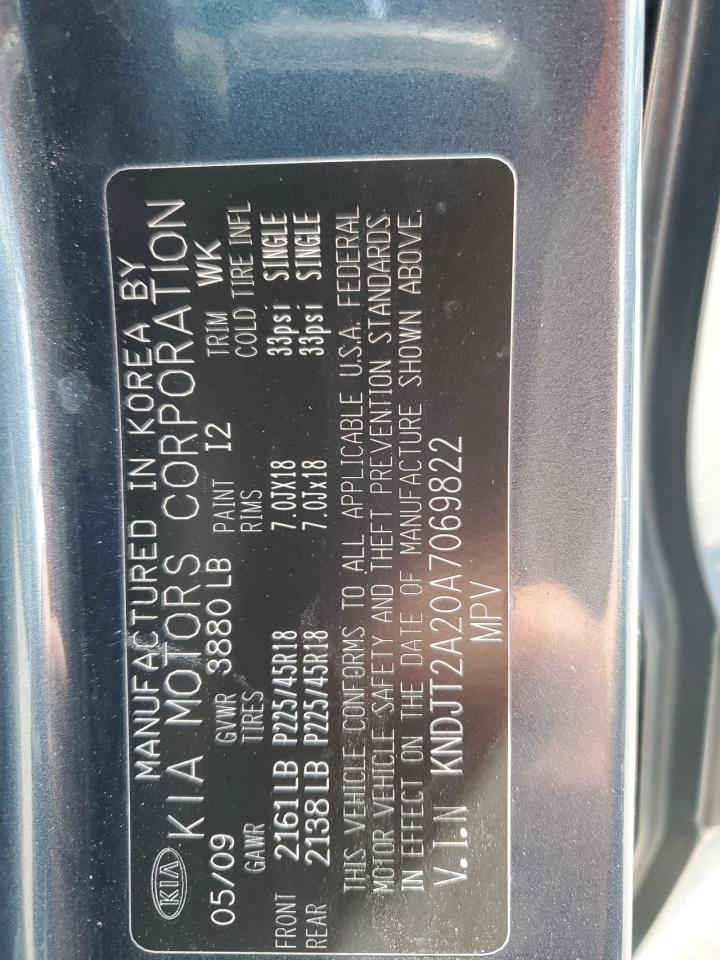 MANUFACTURED IN KOREA BY
KIA KIA MOTORS CORPORATION
05/09 GVWR 3880 LB PAINT I2 TRIM WK
GAWR TIRES RIMS COLD TIRE INFL
FRONT 2161LB P225/45R18 7.0JX18 33psi SINGLE
REAR 2138LB P225/45R18 7.0Jx18 33psi SINGLE
THIS VEHICLE CONFORMS TO ALL APPLICABLE U.S.A. FEDERAL
MOTOR VEHICLE SAFETY AND THEFT PREVENTION STANDARDS
IN EFFECT ON THE DATE OF MANUFACTURE SHOWN ABOVE.
V.I.N KNDJT2A20A7069822
MPV